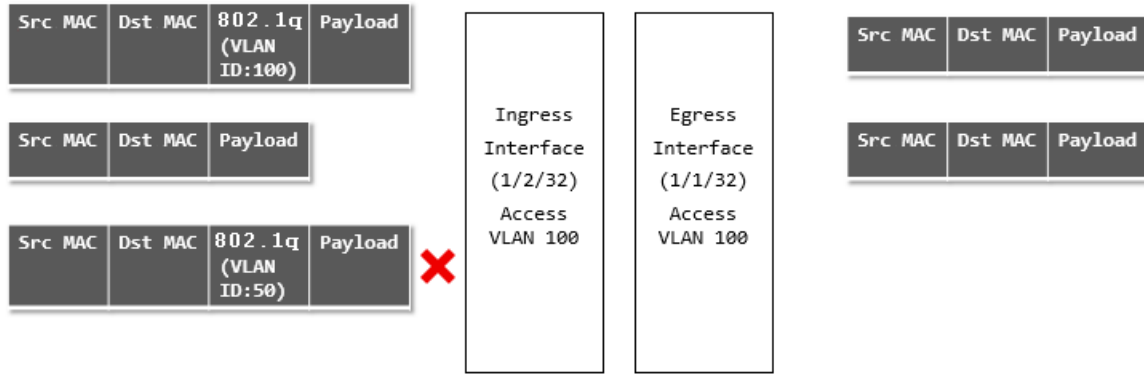 Src MAC Dst MAC 802.1q Payload
(VLAN
ID:100)
Src MAC Dst MAC Payload
Src MAC Dst MAC 802.1q Payload
(VLAN
ID:50)
Ingress
Interface
(1/2/32)
Access
VLAN 100
Egress
Interface
(1/1/32)
Access
VLAN 100
Src MAC Dst MAC Payload
Src MAC Dst MAC Payload